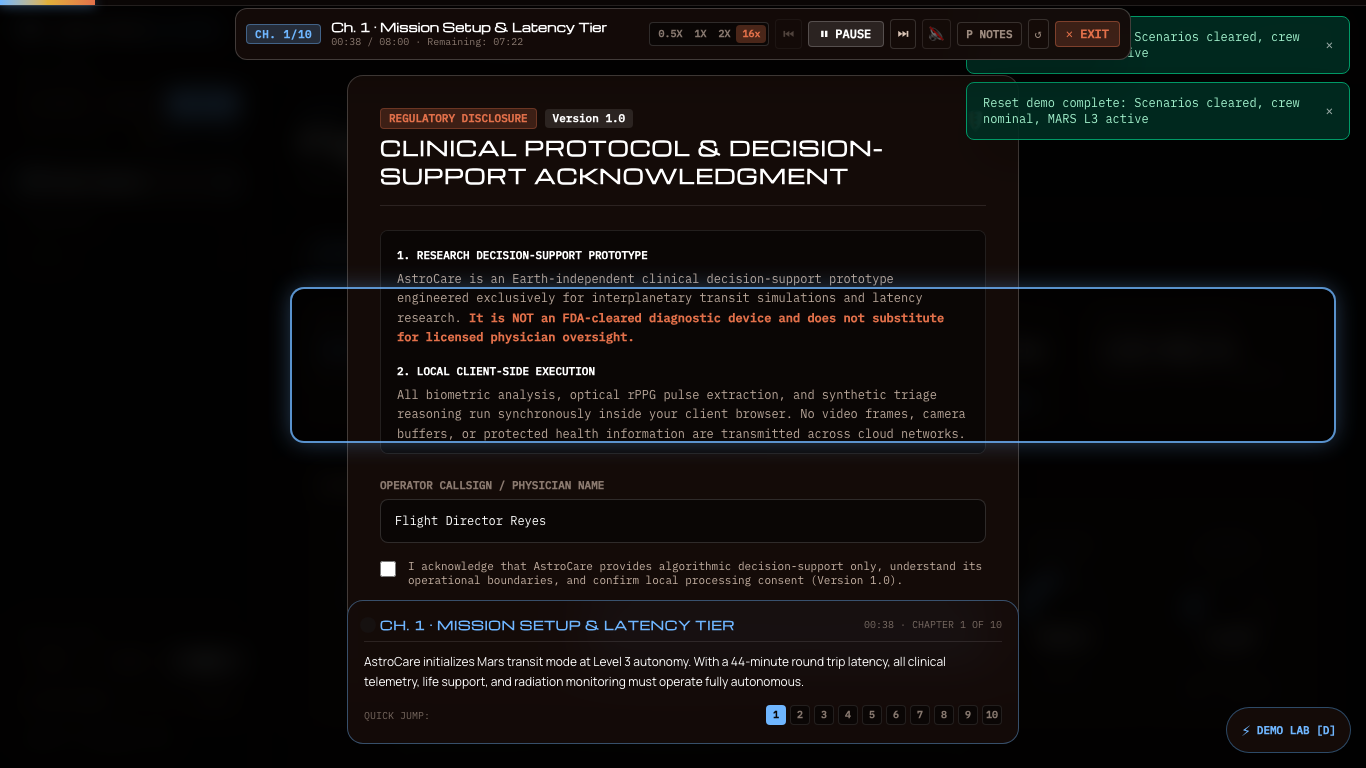 CH. 1/10
Ch. 1 · Mission Setup & Latency Tier
00:38 / 08:00 · Remaining: 07:22
0.5X 1X 2X 16x
PAUSE
P NOTES
× EXIT
Scenarios cleared, crew
ive
×
Reset demo complete: Scenarios cleared, crew
nominal, MARS L3 active
×
REGULATORY DISCLOSURE
Version 1.0
CLINICAL PROTOCOL & DECISION-
SUPPORT ACKNOWLEDGMENT
1. RESEARCH DECISION-SUPPORT PROTOTYPE
AstroCare is an Earth-independent clinical decision-support prototype
engineered exclusively for interplanetary transit simulations and latency
research. It is NOT an FDA-cleared diagnostic device and does not substitute
for licensed physician oversight.
2. LOCAL CLIENT-SIDE EXECUTION
All biometric analysis, optical rPPG pulse extraction, and synthetic triage
reasoning run synchronously inside your client browser. No video frames, camera
buffers, or protected health information are transmitted across cloud networks.
OPERATOR CALLSIGN / PHYSICIAN NAME
Flight Director Reyes
I acknowledge that AstroCare provides algorithmic decision-support only, understand its
operational boundaries, and confirm local processing consent (Version 1.0).
CH. 1 · MISSION SETUP & LATENCY TIER
00:38 · CHAPTER 1 OF 10
AstroCare initializes Mars transit mode at Level 3 autonomy. With a 44-minute round trip latency, all clinical
telemetry, life support, and radiation monitoring must operate fully autonomous.
QUICK JUMP:
1 2 3 4 5 6 7 8 9 10
⚡ DEMO LAB [D]